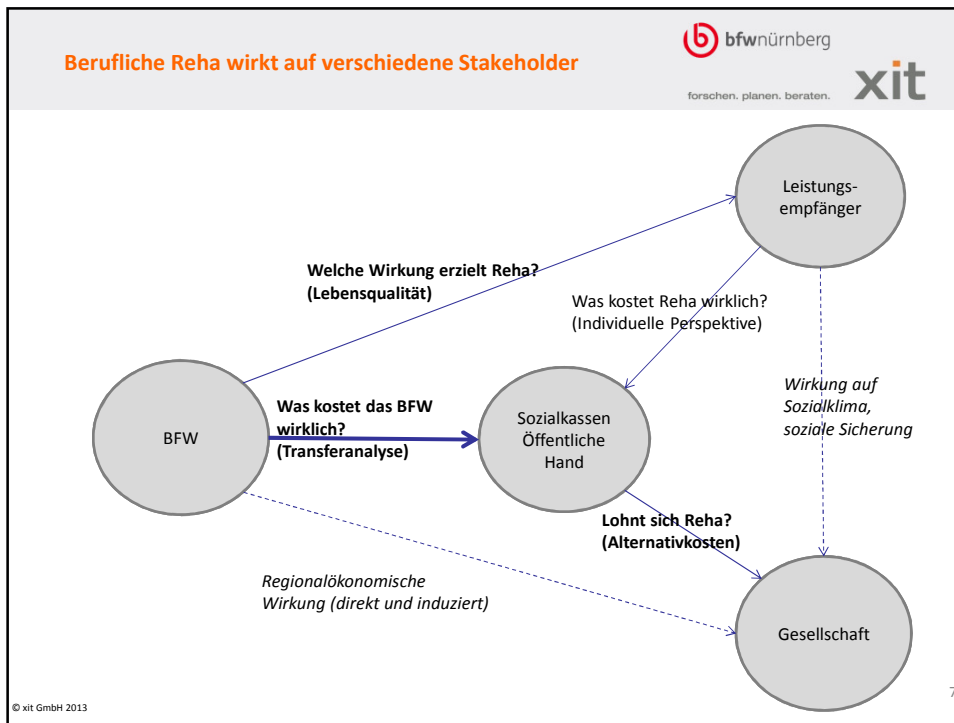 Berufliche Reha wirkt auf verschiedene Stakeholder
b bfwnürnberg
forschen. planen. beraten.
xit
Leistungs-
empfänger
Welche Wirkung erzielt Reha?
(Lebensqualität)
Was kostet Reha wirklich?
(Individuelle Perspektive)
Wirkung auf
Sozialklima,
soziale Sicherung
BFW
Was kostet das BFW
wirklich?
(Transferanalyse)
Sozialkassen
Öffentliche
Hand
Lohnt sich Reha?
(Alternativkosten)
Regionalökonomische
Wirkung (direkt und induziert)
Gesellschaft
7
© xit GmbH 2013